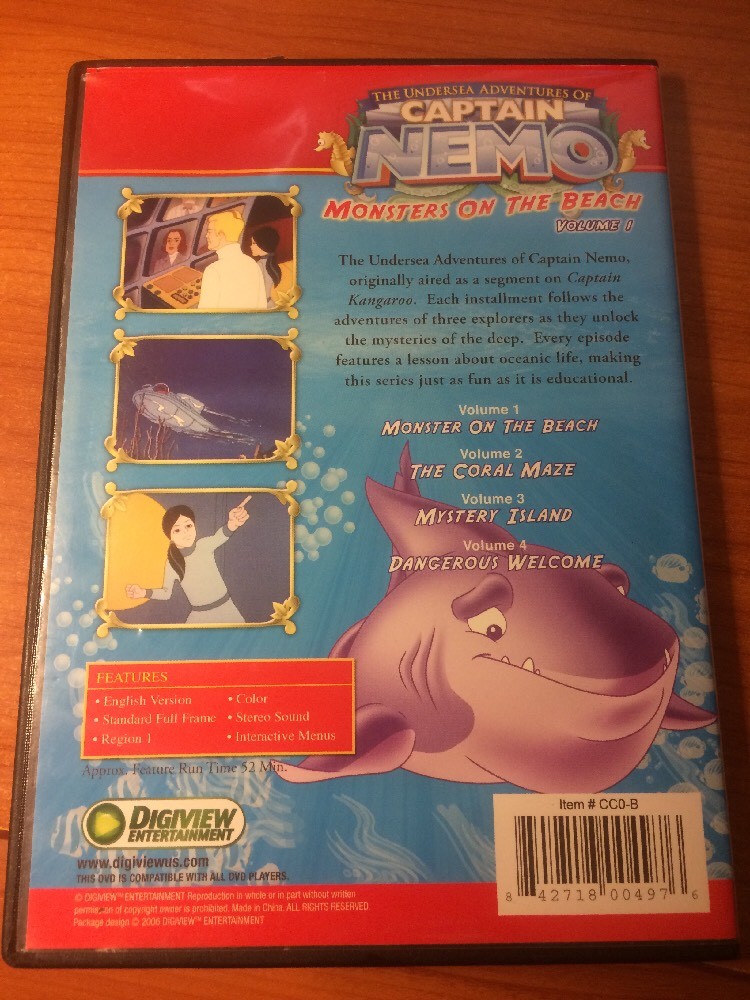 THE UNDERSEA ADVENTURES OF
CAPTAIN
NEMO
MONSTERS ON THE BEACH
VOLUME 1
The Undersea Adventures of Captain Nemo,
originally aired as a segment on Captain
Kangaroo. Each installment follows the
adventures of three explorers as they unlock
the mysteries of the deep. Every episode
features a lesson about oceanic life, making
this series just as fun as it is educational.
Volume 1
MONSTER ON THE BEACH
Volume 2
THE CORAL MAZE
Volume 3
MYSTERY ISLAND
Volume 4
DANGEROUS WELCOME
FEATURES
• English Version
• Standard Full Frame
• Region 1
• Color
• Stereo Sound
• Interactive Menus
Approx. Feature Run Time 52 Min.
DIGIVIEW
ENTERTAINMENT
www.digiviewus.com
THIS DVD IS COMPATIBLE WITH ALL DVD PLAYERS.
© DIGIVIEW™ ENTERTAINMENT Reproduction in whole or in part without written
permission of copyright owner is prohibited. Made in China. ALL RIGHTS RESERVED
Package design © 2006 DIGIVIEW™ ENTERTAINMENT
Item # CC0-B
8 42718 00497 6